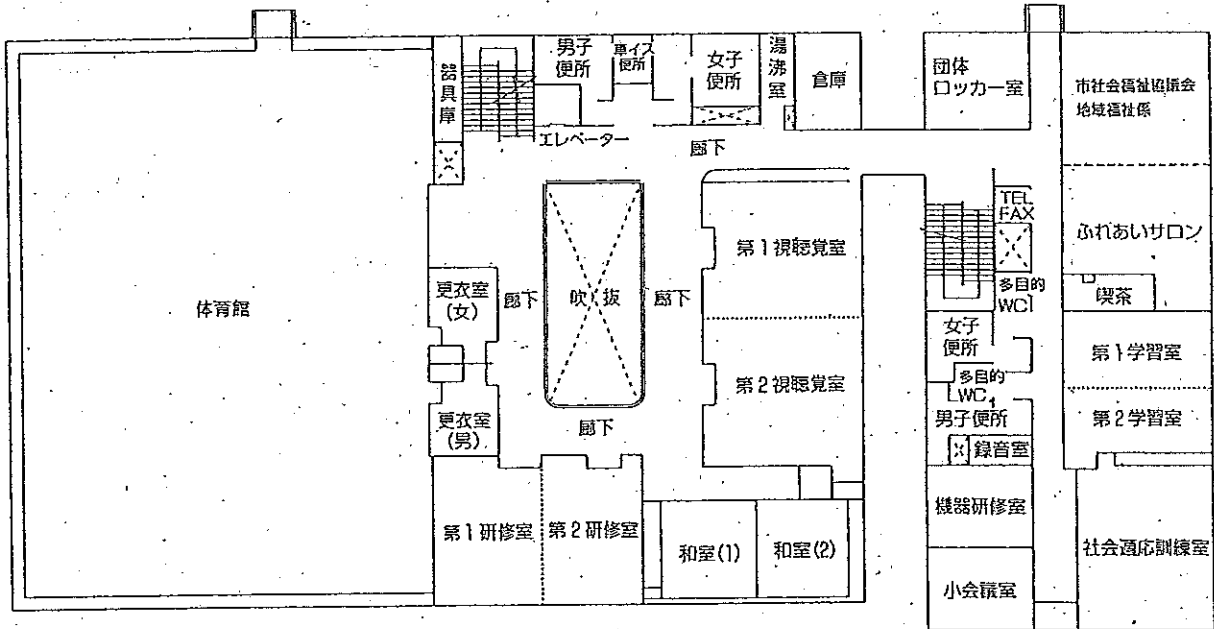 器具庫
男子
便所
車イス
便所
女子
便所
湯沸室
倉庫
団体
ロッカー室
市社会福祉協議会
地域福祉係
エレベーター
廊下
TEL
FAX
ふれあいサロン
第1視聴覚室
体育館
更衣室
(女)
廊下
吹抜
廊下
多目的
WC
喫茶
女子
便所
第1学習室
第2視聴覚室
多目的
WC
男子便所
第2学習室
更衣室
(男)
廊下
録音室
第1研修室
第2研修室
和室(1)
和室(2)
機器研修室
社会適応訓練室
小会議室